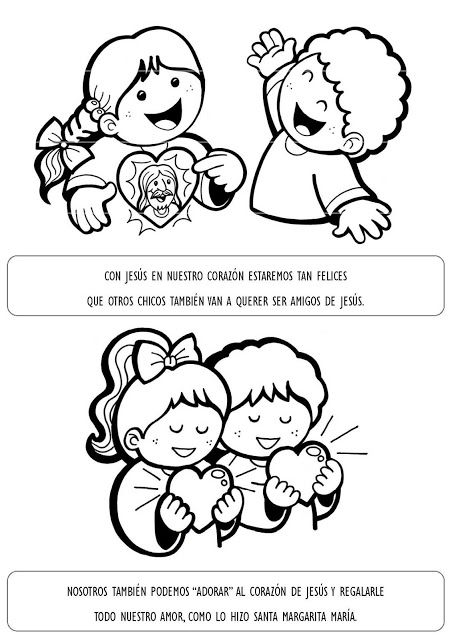 CON JESÚS EN NUESTRO CORAZÓN ESTAREMOS TAN FELICES
QUE OTROS CHICOS TAMBIÉN VAN A QUERER SER AMIGOS DE JESÚS.
NOSOTROS TAMBIÉN PODEMOS “ADORAR” AL CORAZÓN DE JESÚS Y REGALARLE
TODO NUESTRO AMOR, COMO LO HIZO SANTA MARGARITA MARÍA.